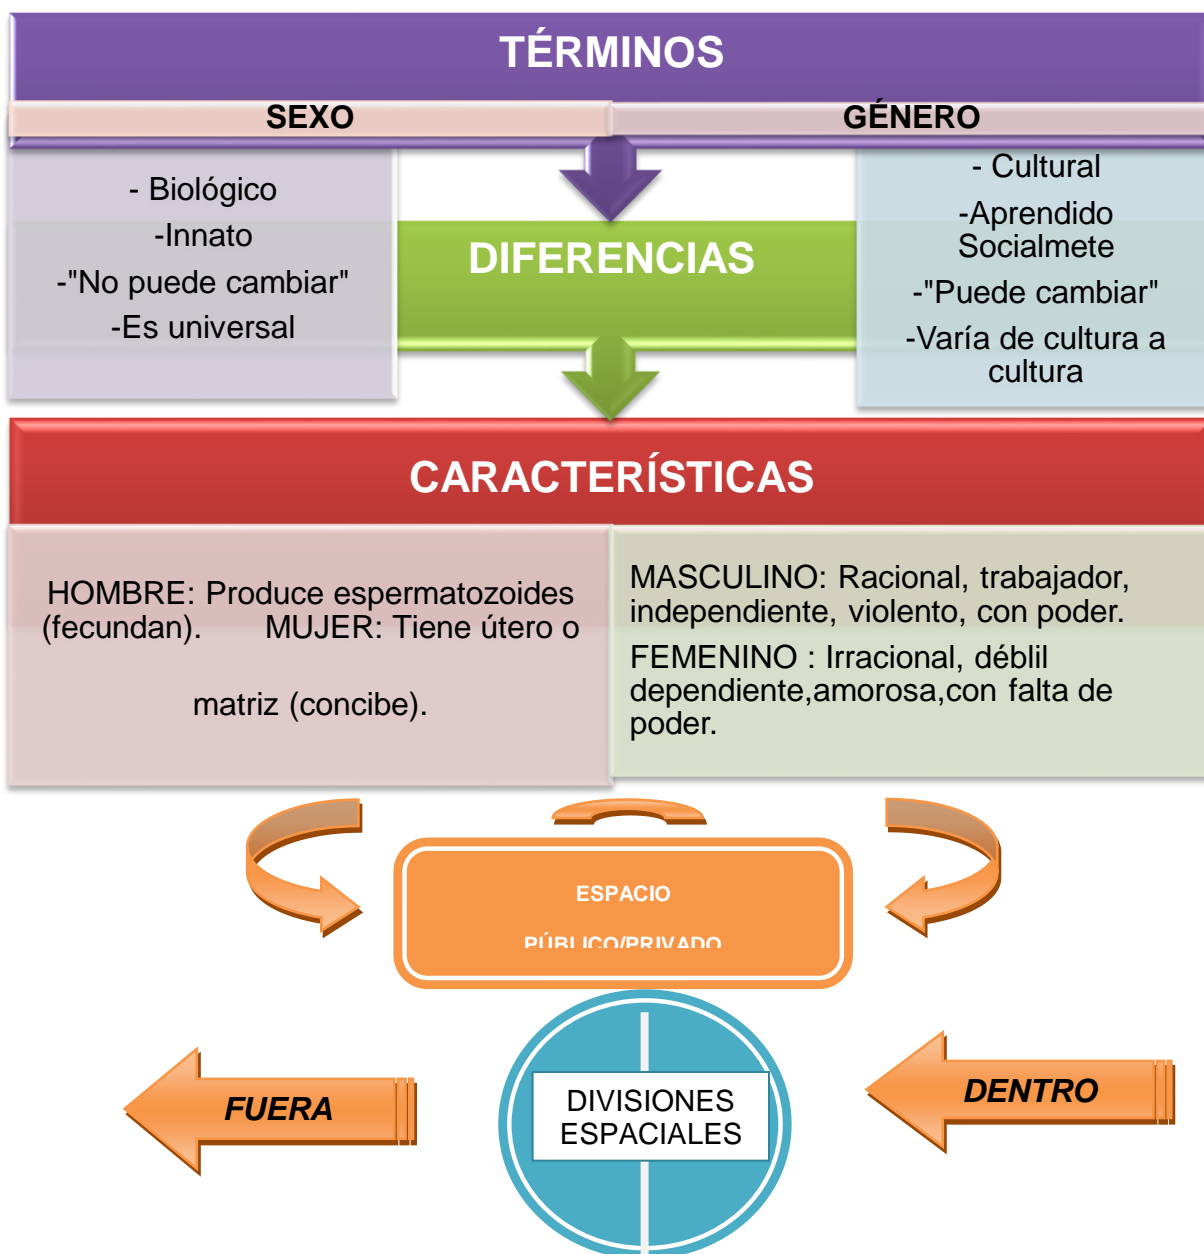 TÉRMINOS
SEXO
GÉNERO
- Biológico
-Innato
-"No puede cambiar"
-Es universal
DIFERENCIAS
- Cultural
-Aprendido
Socialmete
-"Puede cambiar"
-Varía de cultura a
cultura
CARACTERÍSTICAS
HOMBRE: Produce espermatozoides
(fecundan). MUJER: Tiene útero o
matriz (concibe).
MASCULINO: Racional, trabajador,
independiente, violento, con poder.
FEMENINO : Irracional, déblil
dependiente,amorosa,con falta de
poder.
ESPACIO
PÚBLICO/PRIVADO
FUERA
DIVISIONES
ESPACIALES
DENTRO